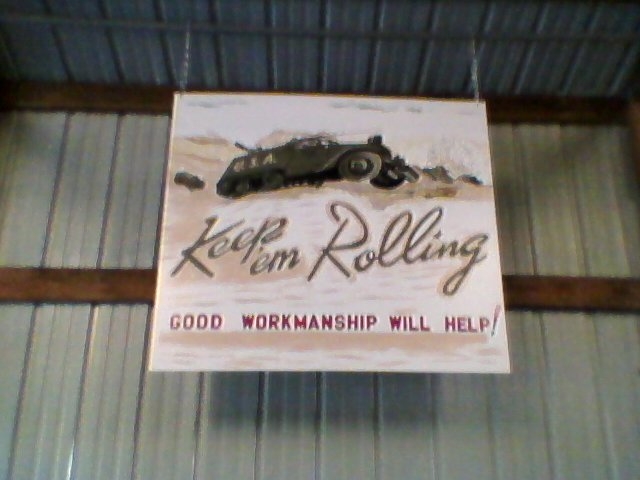 U.S.A.
Keep
'em Rolling
GOOD WORKMANSHIP WILL HELP!